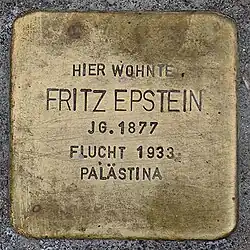 HIER WOHNTE
FRITZ EPSTEIN
JG. 1877
FLUCHT 1933
PALÄSTINA